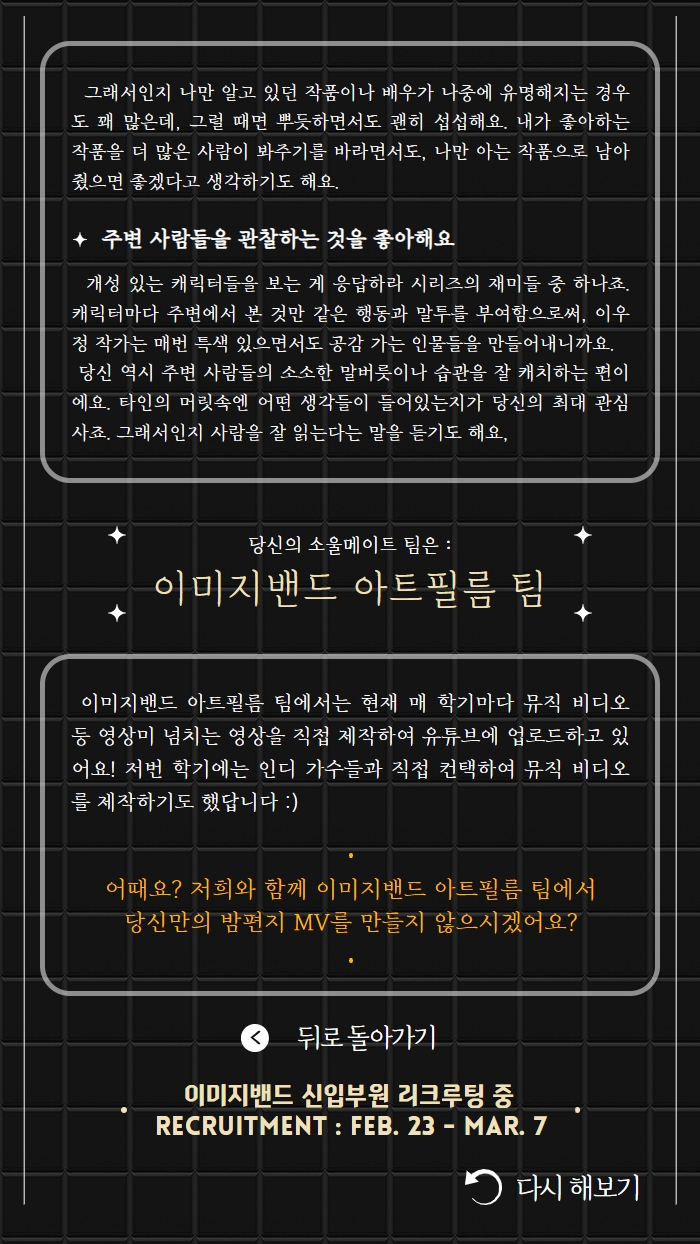 그래서인지 나만 알고 있던 작품이나 배우가 나중에 유명해지는 경우
도 꽤 많은데, 그럴 때면 뿌듯하면서도 괜히 섭섭해요. 내가 좋아하는
작품을 더 많은 사람이 봐주기를 바라면서도, 나만 아는 작품으로 남아
줬으면 좋겠다고 생각하기도 해요.
✦ 주변 사람들을 관찰하는 것을 좋아해요
개성 있는 캐릭터들을 보는 게 응답하라 시리즈의 재미들 중 하나죠.
캐릭터마다 주변에서 본 것만 같은 행동과 말투를 부여함으로써, 이우
정 작가는 매번 특색 있으면서도 공감 가는 인물들을 만들어내니까요.
당신 역시 주변 사람들의 소소한 말버릇이나 습관을 잘 캐치하는 편이
에요. 타인의 머릿속엔 어떤 생각들이 들어있는지가 당신의 최대 관심
사죠. 그래서인지 사람을 잘 읽는다는 말을 듣기도 해요,
당신의 소울메이트 팀은 :
이미지밴드 아트필름 팀
이미지밴드 아트필름 팀에서는 현재 매 학기마다 뮤직 비디오
등 영상미 넘치는 영상을 직접 제작하여 유튜브에 업로드하고 있
어요! 저번 학기에는 인디 가수들과 직접 컨택하여 뮤직 비디오
를 제작하기도 했답니다 :)
어때요? 저희와 함께 이미지밴드 아트필름 팀에서
당신만의 밤편지 MV를 만들지 않으시겠어요?
뒤로 돌아가기
이미지밴드 신입부원 리크루팅 중
RECRUITMENT : FEB. 23 - MAR. 7
다시 해보기